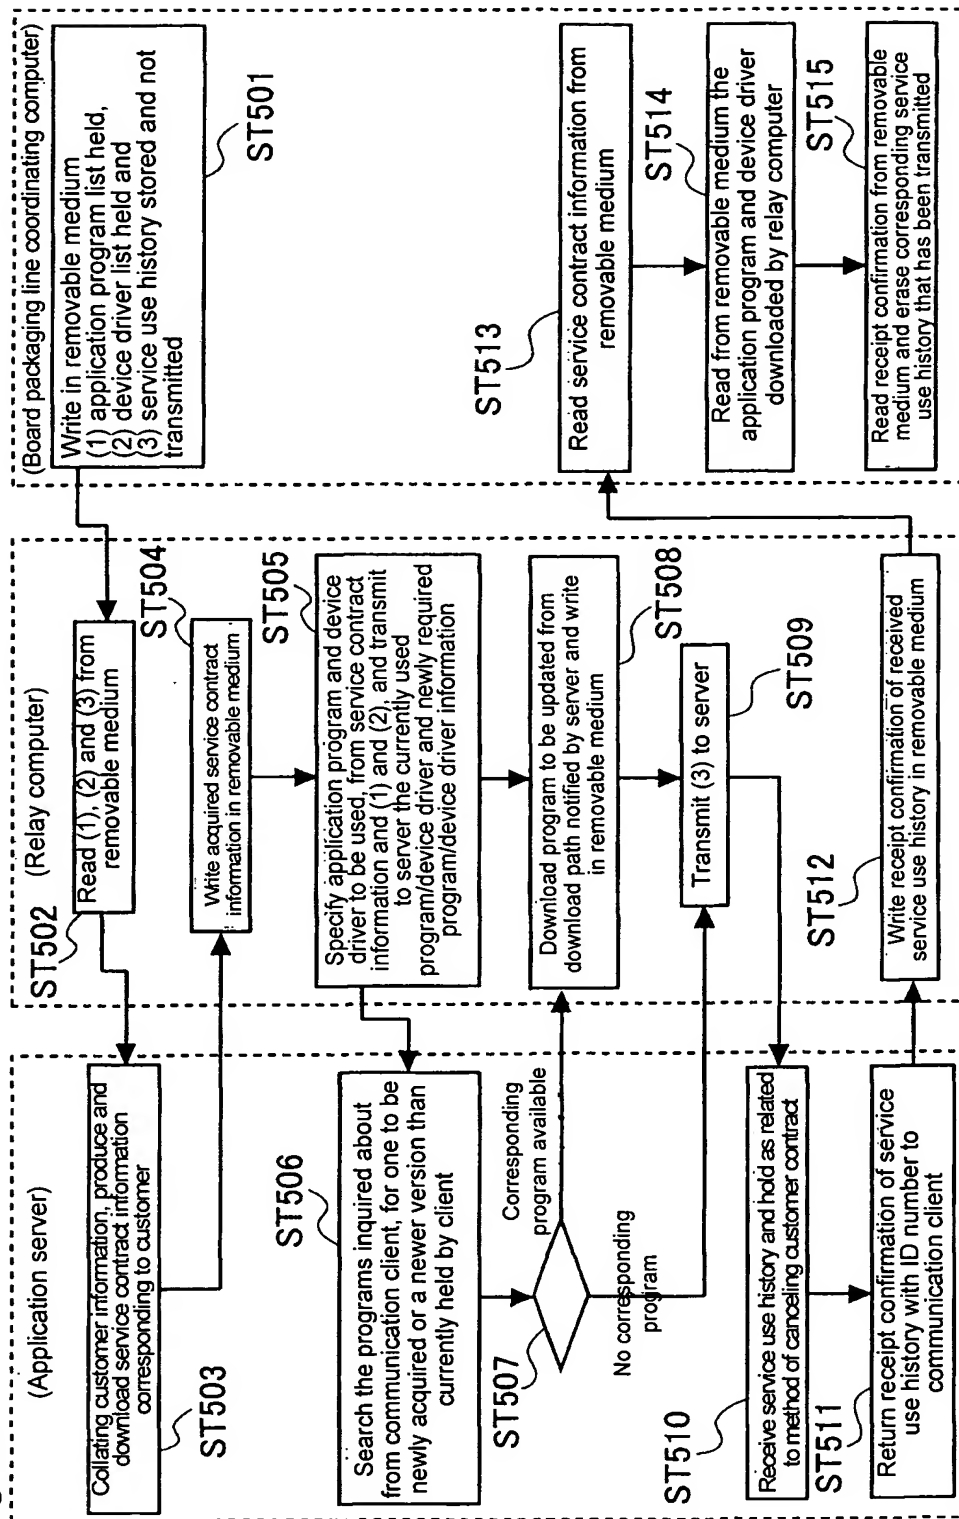 (Application server)
Collating customer information, produce and
download service contract information
corresponding to customer
ST503
Search the programs inquired about
from communication client, for one to be
newly acquired or a newer version than
currently held by client
ST506
ST507
Corresponding
program available
No corresponding
program
Receive service use history and hold as related
to method of canceling customer contract
ST510
Return receipt confirmation of service
use history with ID number to
communication client
ST511
(Relay computer)
Read (1), (2) and (3) from
removable medium
ST502
Write acquired service contract
information in removable medium
ST504
Specify application program and device
driver to be used, from service contract
information and (1) and (2), and transmit
to server the currently used
program/device driver and newly required
program/device driver information
ST505
Download program to be updated from
download path notified by server and write
in removable medium
ST508
Transmit (3) to server
ST509
Write receipt confirmation of received
service use history in removable medium
ST512
(Board packaging line coordinating computer)
Write in removable medium
(1) application program list held,
(2) device driver list held and
(3) service use history stored and not
transmitted
ST501
Read service contract information from
removable medium
ST513
Read from removable medium the
application program and device driver
downloaded by relay computer
ST514
Read receipt confirmation from removable
medium and erase corresponding service
use history that has been transmitted
ST515